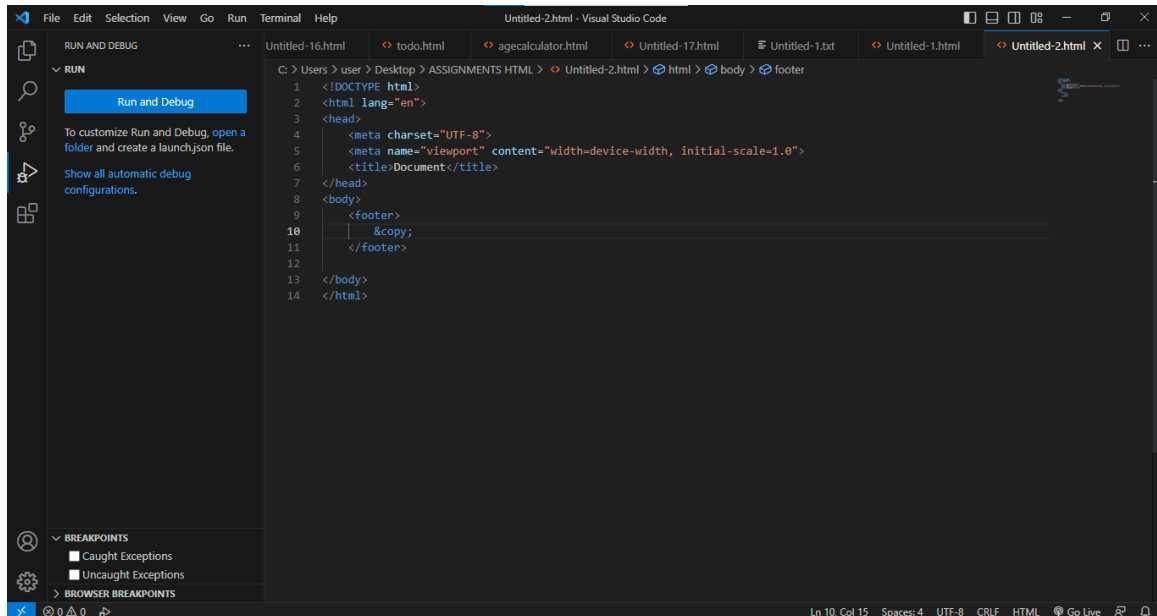 File Edit Selection View Go Run Terminal Help
Untitled-2.html - Visual Studio Code
RUN AND DEBUG ...
Untitled-16.html todo.html agecalculator.html Untitled-17.html Untitled-1.txt Untitled-1.html Untitled-2.html
RUN
Run and Debug
To customize Run and Debug, open a
folder and create a launch.json file.
Show all automatic debug
configurations.
C: > Users > user > Desktop > ASSIGNMENTS HTML > Untitled-2.html > html > body > footer
1 <!DOCTYPE html>
2 <html lang="en">
3 <head>
4 <meta charset="UTF-8">
5 <meta name="viewport" content="width=device-width, initial-scale=1.0">
6 <title>Document</title>
7 </head>
8 <body>
9 <footer>
10 &copy;
11 </footer>
12
13 </body>
14 </html>
BREAKPOINTS
Caught Exceptions
Uncaught Exceptions
BROWSER BREAKPOINTS
0 0 Ln 10, Col 15 Spaces: 4 UTF-8 CRLF HTML Go Live